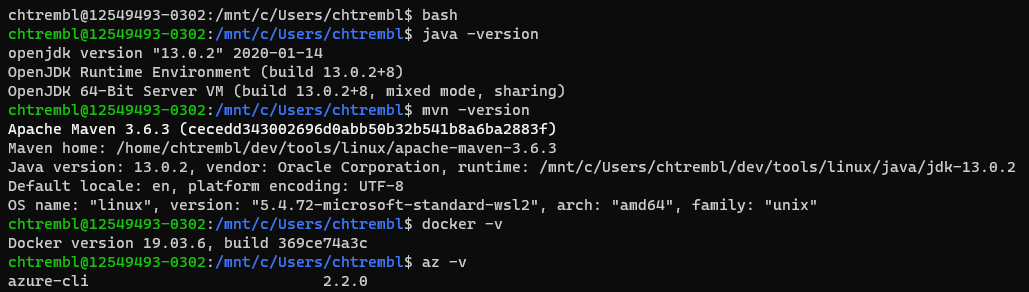 chtrembl@12549493-0302:/mnt/c/Users/chtrembl$ bash
chtrembl@12549493-0302:/mnt/c/Users/chtrembl$ java -version
openjdk version "13.0.2" 2020-01-14
OpenJDK Runtime Environment (build 13.0.2+8)
OpenJDK 64-Bit Server VM (build 13.0.2+8, mixed mode, sharing)
chtrembl@12549493-0302:/mnt/c/Users/chtrembl$ mvn -version
Apache Maven 3.6.3 (cecedd343002696d0abb50b32b541b8a6ba2883f)
Maven home: /home/chtrembl/dev/tools/linux/apache-maven-3.6.3
Java version: 13.0.2, vendor: Oracle Corporation, runtime: /mnt/c/Users/chtrembl/dev/tools/linux/java/jdk-13.0.2
Default locale: en, platform encoding: UTF-8
OS name: "linux", version: "5.4.72-microsoft-standard-wsl2", arch: "amd64", family: "unix"
chtrembl@12549493-0302:/mnt/c/Users/chtrembl$ docker -v
Docker version 19.03.6, build 369ce74a3c
chtrembl@12549493-0302:/mnt/c/Users/chtrembl$ az -v
azure-cli                         2.2.0